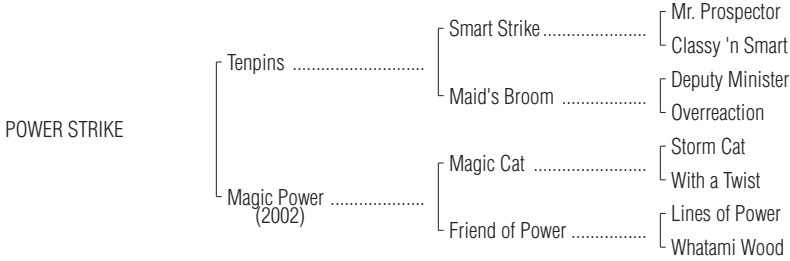 Mr. Prospector
Smart Strike ......................
Classy 'n Smart
Tenpins ............................
Deputy Minister
Maid's Broom ..................
Overreaction
POWER STRIKE
Storm Cat
Magic Cat ........................
With a Twist
Magic Power ....................
(2002)
Lines of Power
Friend of Power ................
Whatami Wood